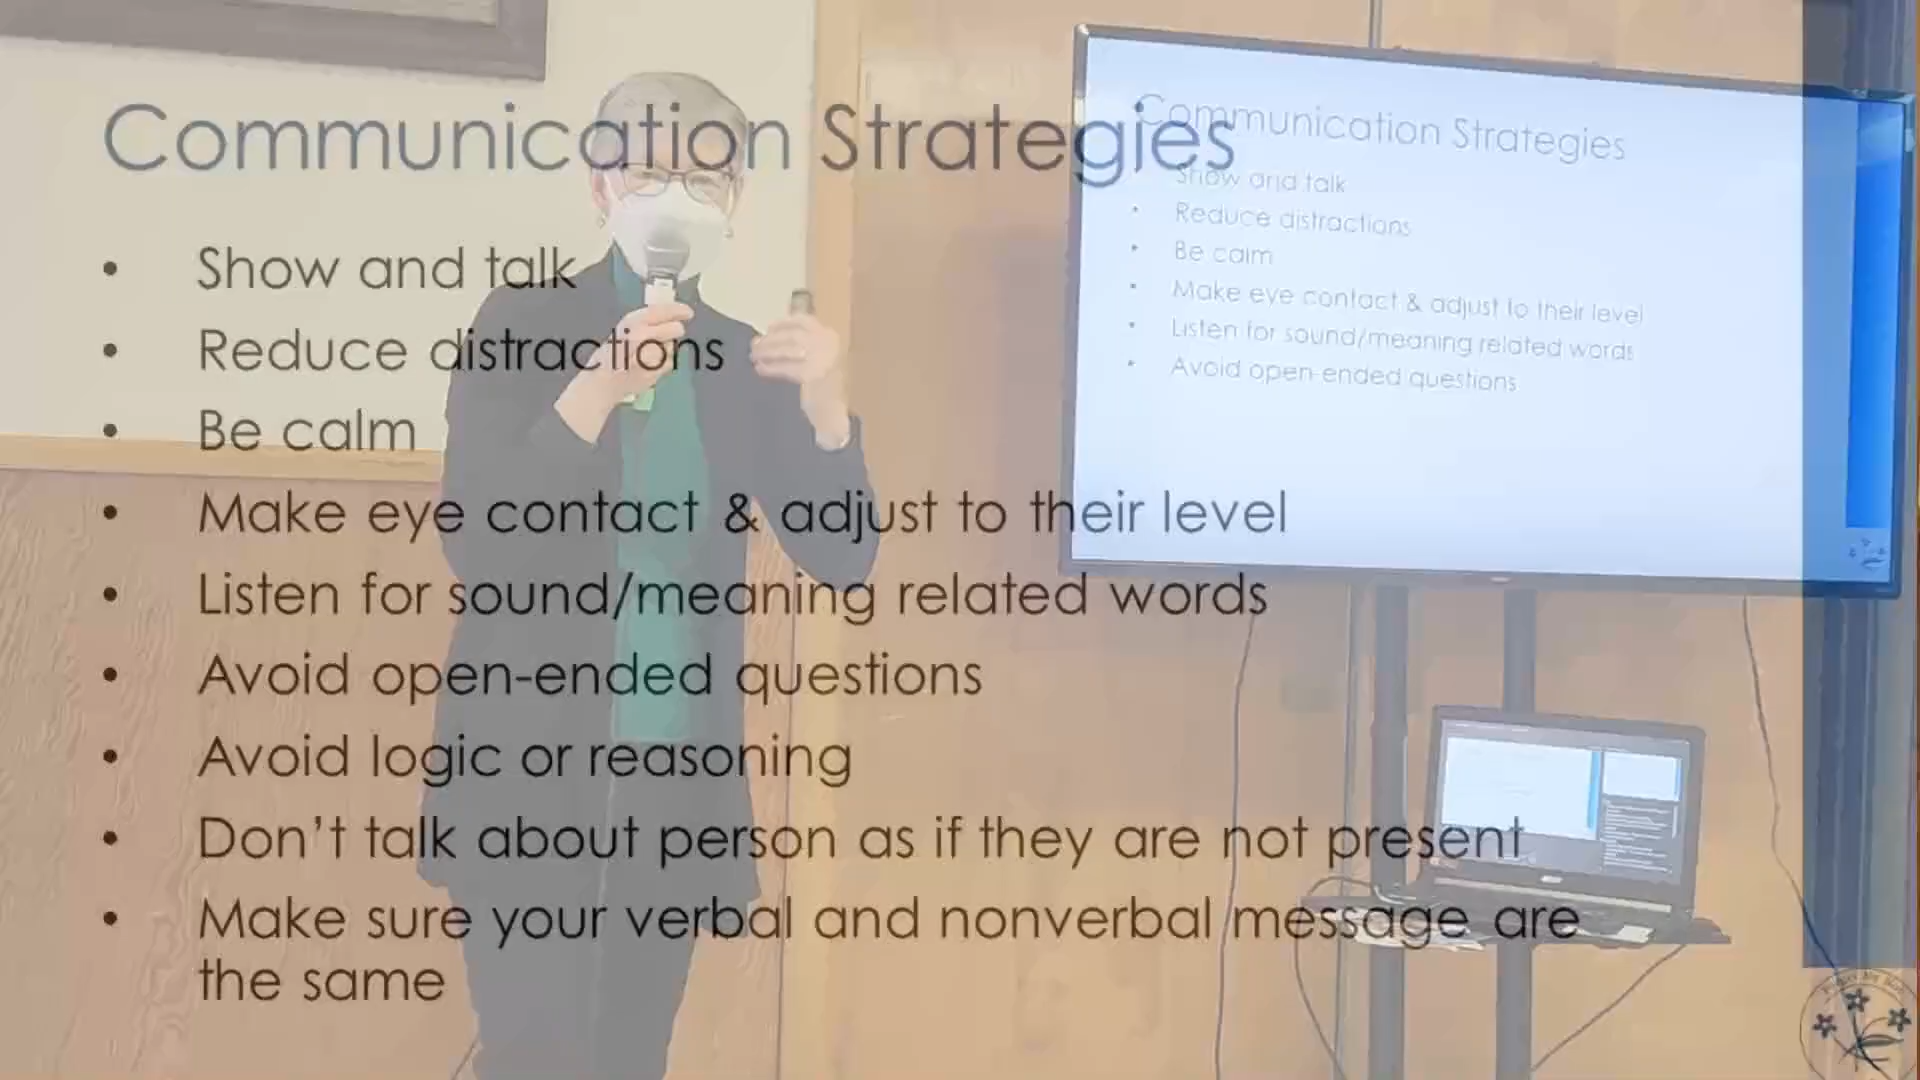 Communication Strategies
• Show and talk
• Reduce distractions
• Be calm
• Make eye contact & adjust to their level
• Listen for sound/meaning related words
• Avoid open-ended questions
• Avoid logic or reasoning
• Don't talk about person as if they are not present
• Make sure your verbal and nonverbal message are
the same
Communication Strategies
• Show and talk
• Reduce distractions
• Be calm
• Make eye contact & adjust to their level
• Listen for sound/meaning related words
• Avoid open-ended questions